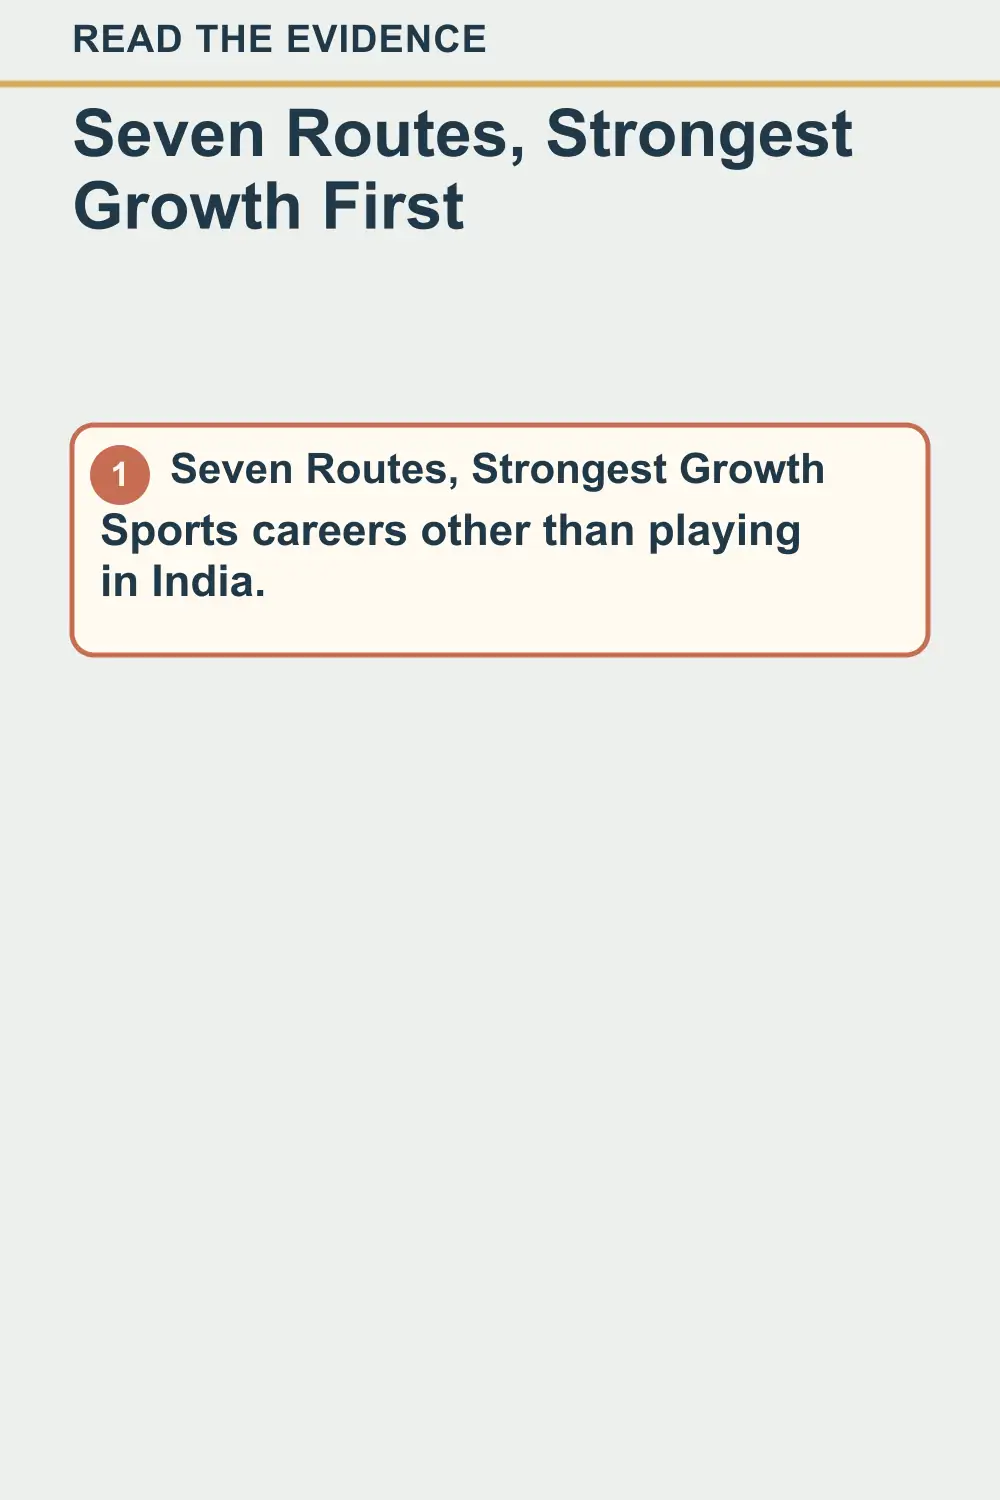 READ THE EVIDENCE
Seven Routes, Strongest
Growth First
1 Seven Routes, Strongest Growth
Sports careers other than playing
in India.